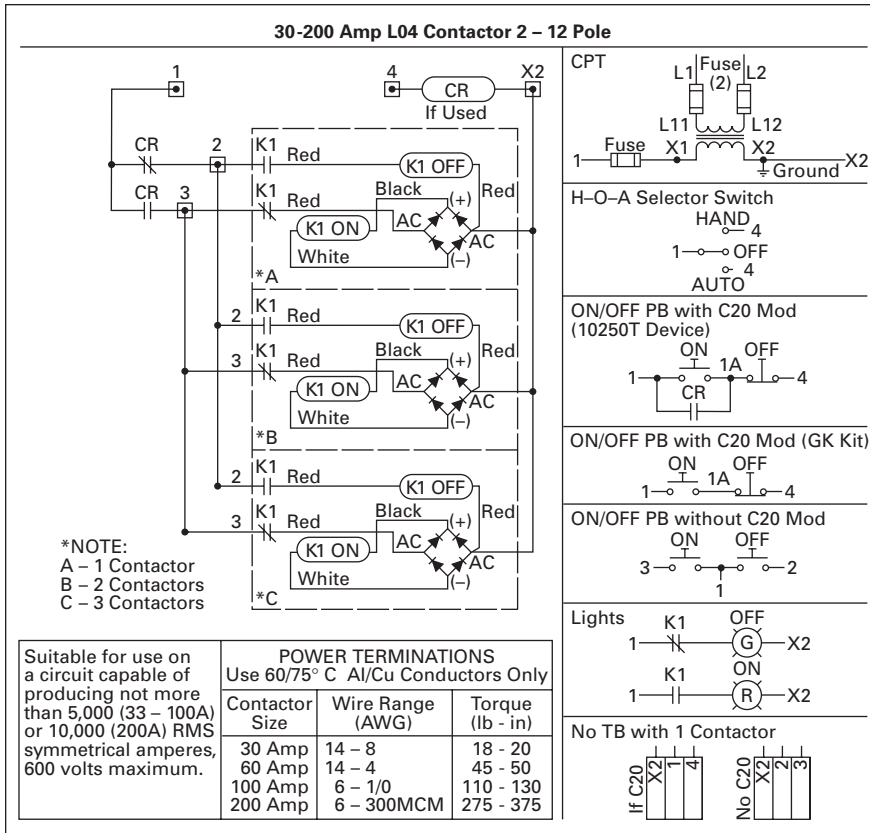 30-200 Amp L04 Contactor 2 – 12 Pole
1
4
CR
If Used
X2
CR
2
K1
Red
K1 OFF
CR
3
K1
Red
Black
(+)
Red
K1 ON
AC
AC
White
(–)
*A
2
K1
Red
K1 OFF
3
K1
Red
Black
(+)
Red
K1 ON
AC
AC
White
(–)
*B
2
K1
Red
K1 OFF
3
K1
Red
Black
(+)
Red
K1 ON
AC
AC
White
(–)
*C
*NOTE:
A – 1 Contactor
B – 2 Contactors
C – 3 Contactors
CPT
L1
Fuse
(2)
L2
L11
L12
1
Fuse
X1
X2
Ground
X2
H–O–A Selector Switch
HAND
4
1
OFF
4
AUTO
ON/OFF PB with C20 Mod
(10250T Device)
ON
OFF
1
1A
4
CR
ON/OFF PB with C20 Mod (GK Kit)
ON
OFF
1
1A
4
ON/OFF PB without C20 Mod
ON
OFF
3
2
1
Lights
K1
OFF
1
G
X2
K1
ON
1
R
X2
No TB with 1 Contactor
If C20
X2
1
4
No C20
X2
2
3
Suitable for use on
a circuit capable of
producing not more
than 5,000 (33 – 100A)
or 10,000 (200A) RMS
symmetrical amperes,
600 volts maximum.
POWER TERMINATIONS
Use 60/75° C Al/Cu Conductors Only
Contactor Size Wire Range (AWG) Torque (lb - in)
30 Amp 14 – 8 18 - 20
60 Amp 14 – 4 45 - 50
100 Amp 6 – 1/0 110 - 130
200 Amp 6 – 300MCM 275 - 375